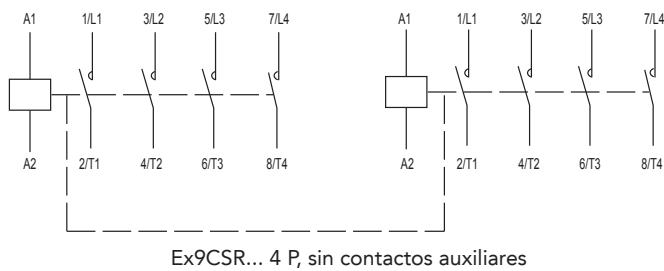 A1 1/L1 3/L2 5/L3 7/L4 A1 1/L1 3/L2 5/L3 7/L4
A2 2/T1 4/T2 6/T3 8/T4 A2 2/T1 4/T2 6/T3 8/T4
Ex9CSR... 4 P, sin contactos auxiliares